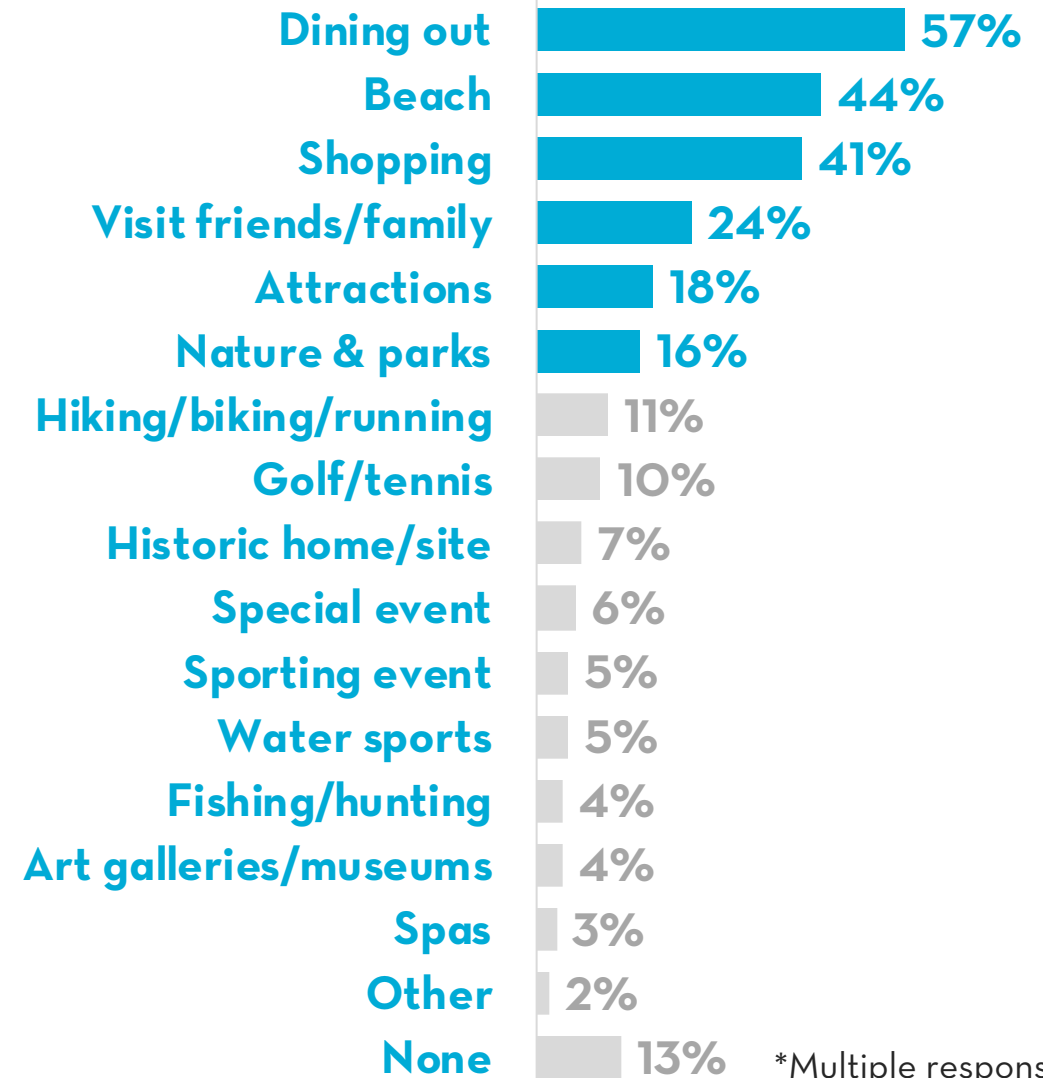 Dining out 57%
Beach 44%
Shopping 41%
Visit friends/family 24%
Attractions 18%
Nature & parks 16%
Hiking/biking/running 11%
Golf/tennis 10%
Historic home/site 7%
Special event 6%
Sporting event 5%
Water sports 5%
Fishing/hunting 4%
Art galleries/museums 4%
Spas 3%
Other 2%
None 13% *Multiple